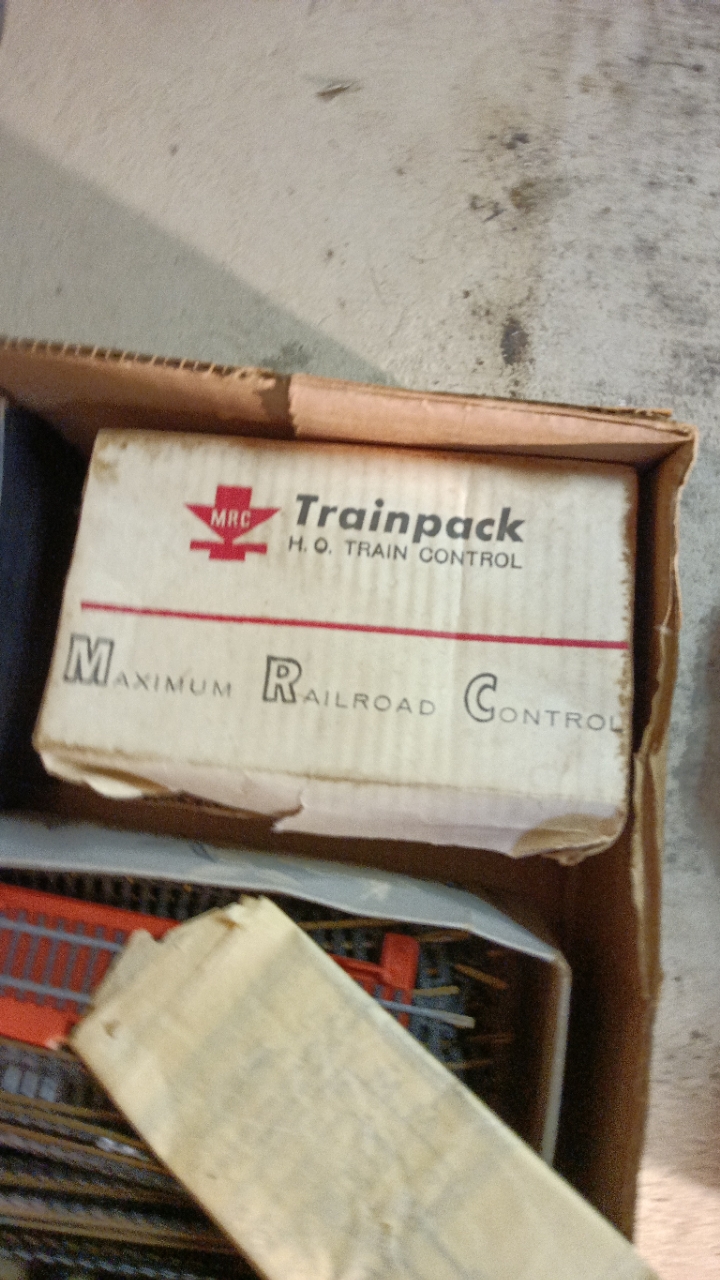 MRC
Trainpack
H. O. TRAIN CONTROL
MAXIMUM RAILROAD CONTROL